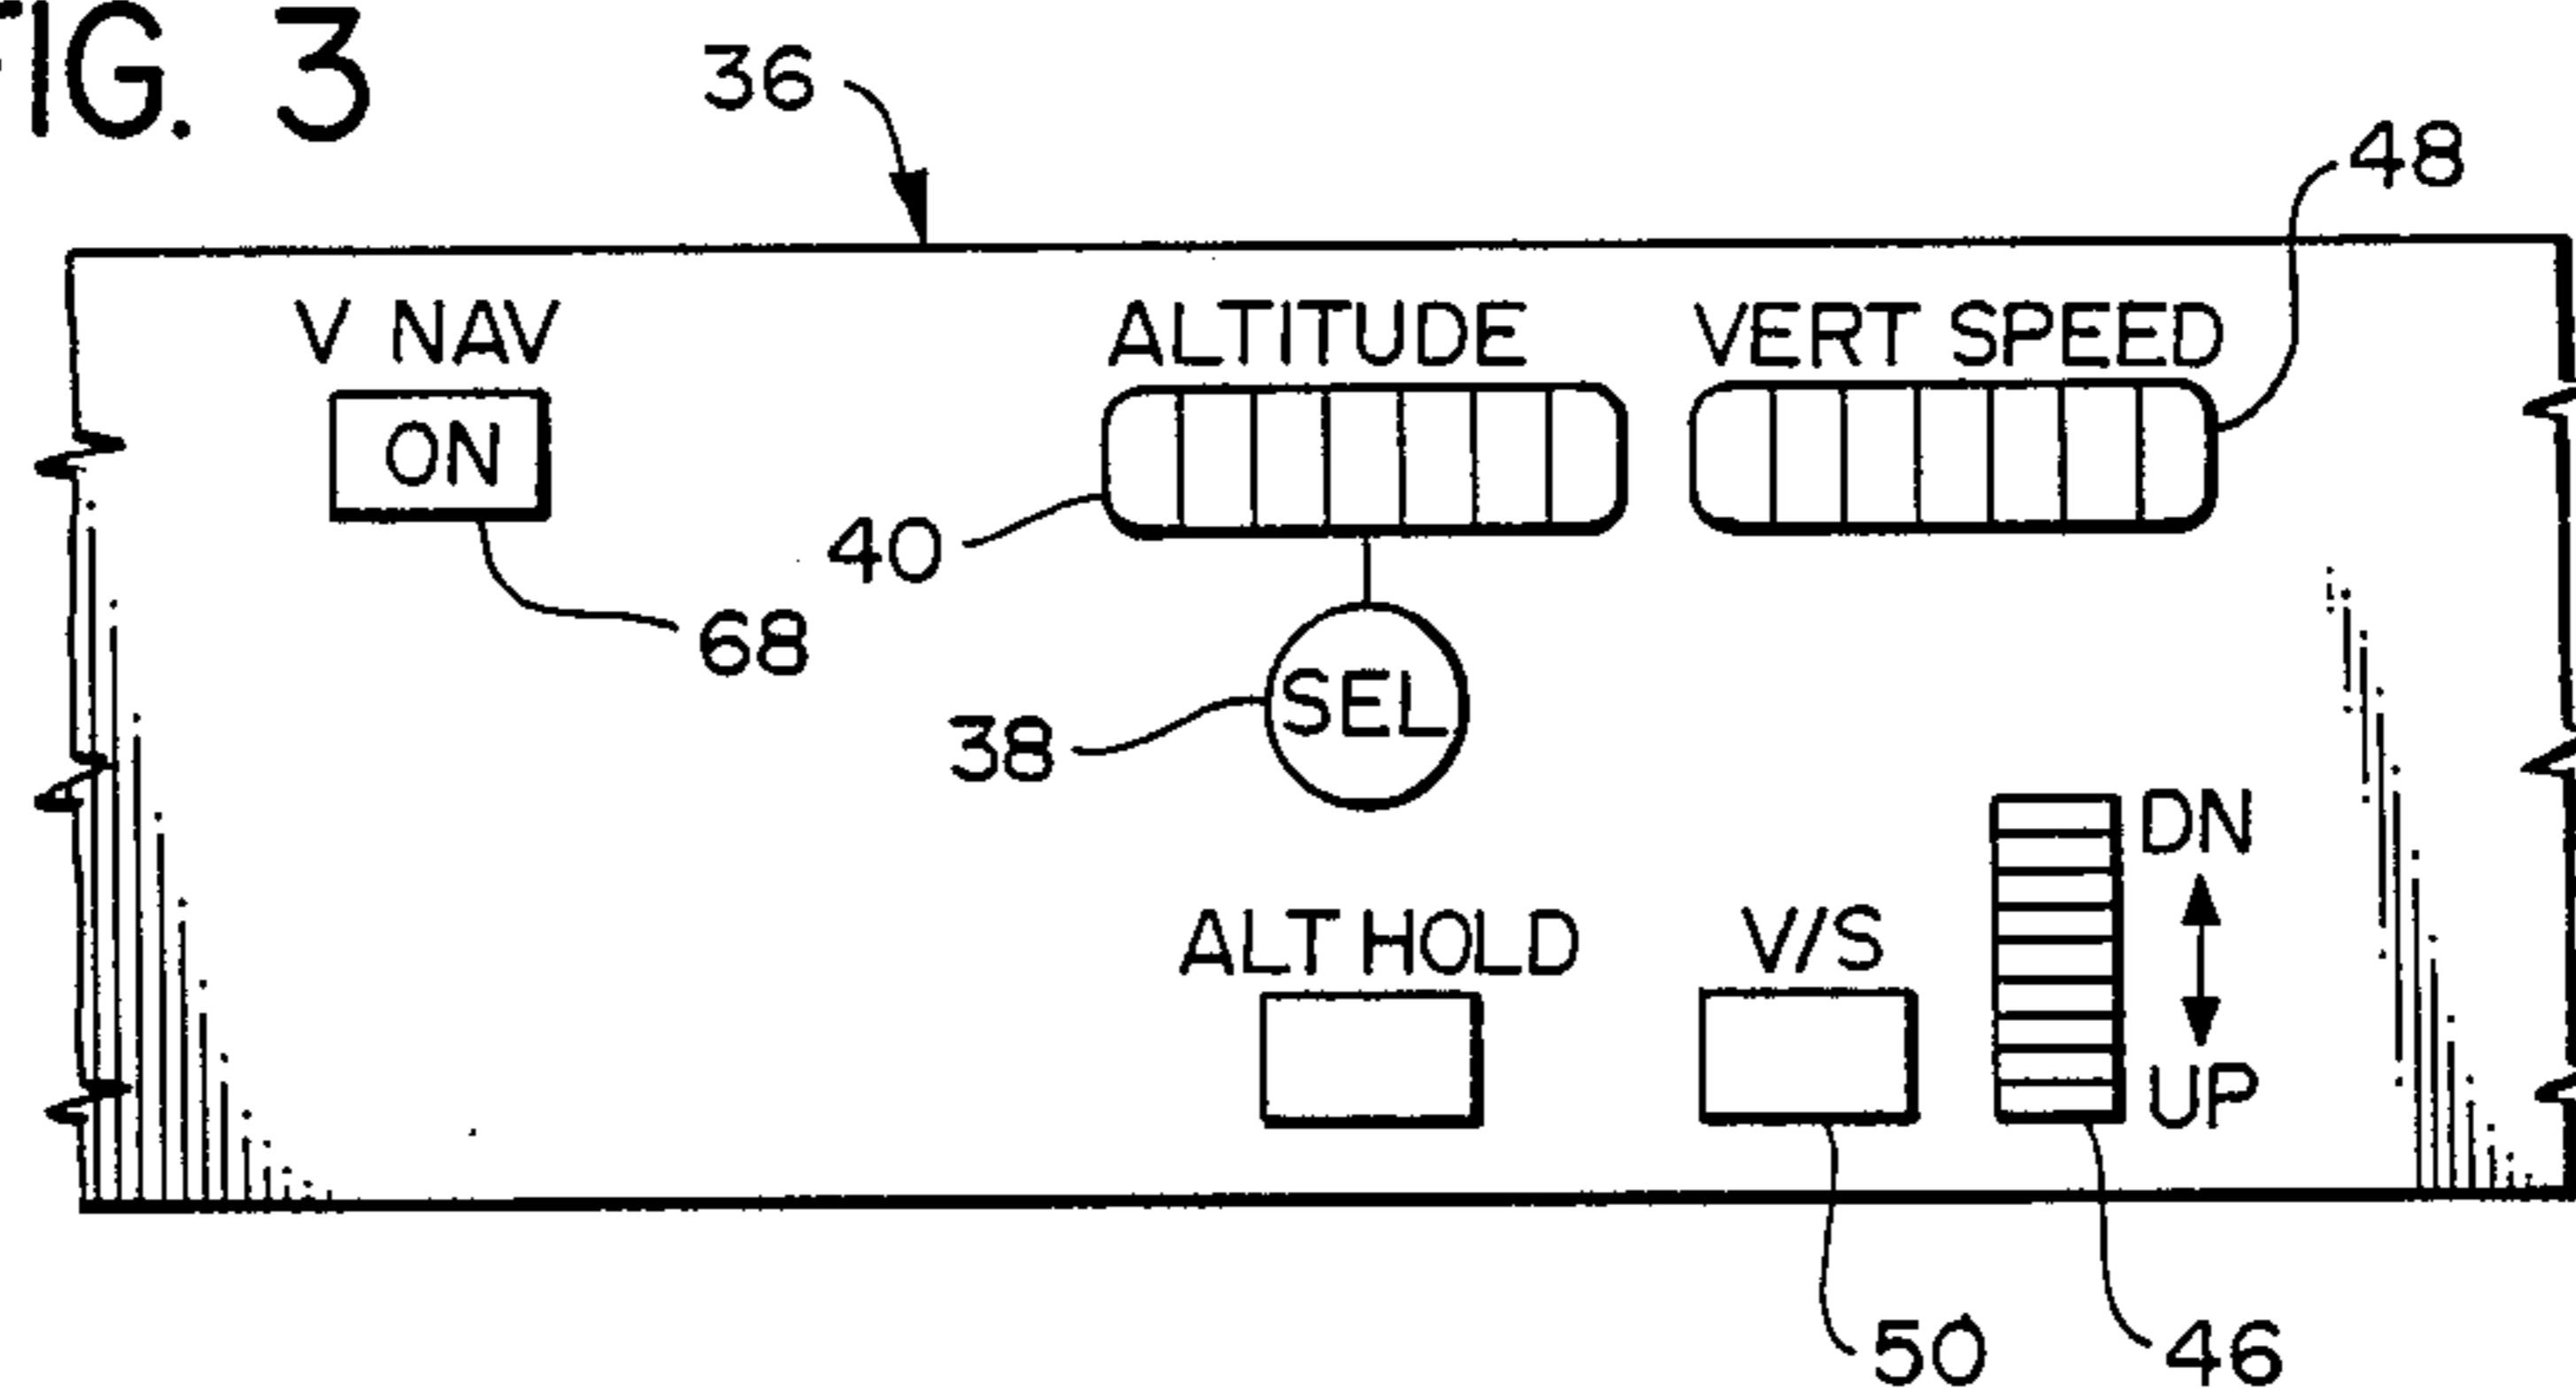 FIG. 3
36
48
V NAV
ALTITUDE
VERT SPEED
ON
40
68
SEL
38
DN
ALT HOLD
V/S
UP
50
46